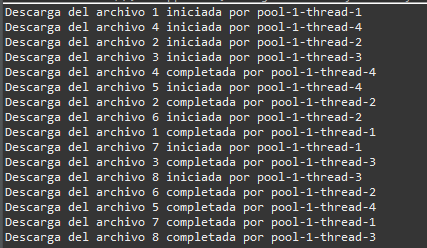 Descarga del archivo 1 iniciada por pool-1-thread-1
Descarga del archivo 4 iniciada por pool-1-thread-4
Descarga del archivo 2 iniciada por pool-1-thread-2
Descarga del archivo 3 iniciada por pool-1-thread-3
Descarga del archivo 4 completada por pool-1-thread-4
Descarga del archivo 5 iniciada por pool-1-thread-4
Descarga del archivo 2 completada por pool-1-thread-2
Descarga del archivo 6 iniciada por pool-1-thread-2
Descarga del archivo 1 completada por pool-1-thread-1
Descarga del archivo 7 iniciada por pool-1-thread-1
Descarga del archivo 3 completada por pool-1-thread-3
Descarga del archivo 8 iniciada por pool-1-thread-3
Descarga del archivo 6 completada por pool-1-thread-2
Descarga del archivo 5 completada por pool-1-thread-4
Descarga del archivo 7 completada por pool-1-thread-1
Descarga del archivo 8 completada por pool-1-thread-3